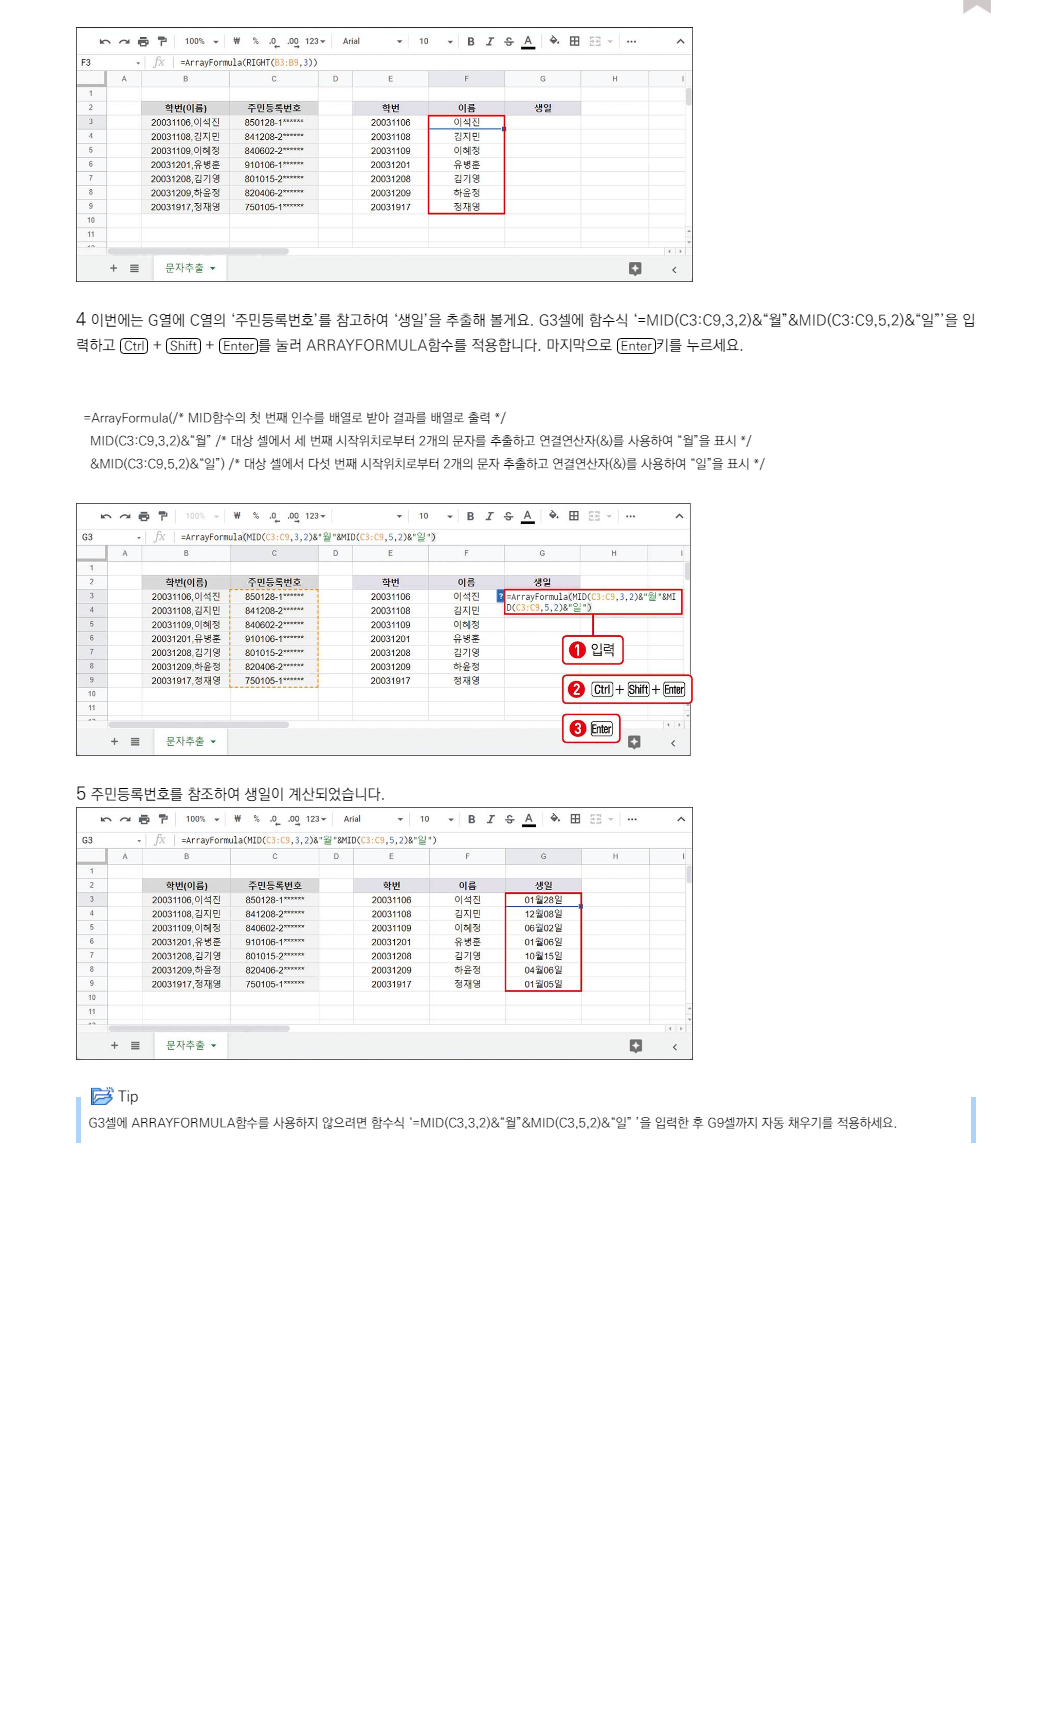 100% ₩ % .0 .00 123 Arial 10 B I S A
F3 fx =ArrayFormula(RIGHT(B3:B9,3))
A B C D E F G H I
1
2 학번(이름) 주민등록번호 학번 이름 생일
3 20031106,이석진 850128-1****** 20031106 이석진
4 20031108,김지민 841208-2****** 20031108 김지민
5 20031109,이혜정 840602-2****** 20031109 이혜정
6 20031201,유병훈 910106-1****** 20031201 유병훈
7 20031208,김기영 801015-2****** 20031208 김기영
8 20031209,하윤정 820406-2****** 20031209 하윤정
9 20031917,정재영 750105-1****** 20031917 정재영
10
11
문자추출
4 이번에는 G열에 C열의 ‘주민등록번호’를 참고하여 ‘생일’을 추출해 볼게요. G3셀에 함수식 ‘=MID(C3:C9,3,2)&“월”&MID(C3:C9,5,2)&“일”’을 입
력하고 Ctrl + Shift + Enter를 눌러 ARRAYFORMULA함수를 적용합니다. 마지막으로 Enter키를 누르세요.
=ArrayFormula(/* MID함수의 첫 번째 인수를 배열로 받아 결과를 배열로 출력 */
MID(C3:C9,3,2)&“월” /* 대상 셀에서 세 번째 시작위치로부터 2개의 문자를 추출하고 연결연산자(&)를 사용하여 “월”을 표시 */
&MID(C3:C9,5,2)&“일”) /* 대상 셀에서 다섯 번째 시작위치로부터 2개의 문자 추출하고 연결연산자(&)를 사용하여 “일”을 표시 */
100% ₩ % .0 .00 123 10 B I S A
G3 fx =ArrayFormula(MID(C3:C9,3,2)&"월"&MID(C3:C9,5,2)&"일")
A B C D E F G H I
1
2 학번(이름) 주민등록번호 학번 이름 생일
3 20031106,이석진 850128-1****** 20031106 이석진 ? =ArrayFormula(MID(C3:C9,3,2)&"월"&MI
4 20031108,김지민 841208-2****** 20031108 김지민 D(C3:C9,5,2)&"일")
5 20031109,이혜정 840602-2****** 20031109 이혜정
6 20031201,유병훈 910106-1****** 20031201 유병훈
7 20031208,김기영 801015-2****** 20031208 김기영
8 20031209,하윤정 820406-2****** 20031209 하윤정
9 20031917,정재영 750105-1****** 20031917 정재영
10
11
1 입력
2 Ctrl + Shift + Enter
3 Enter
문자추출
5 주민등록번호를 참조하여 생일이 계산되었습니다.
100% ₩ % .0 .00 123 Arial 10 B I S A
G3 fx =ArrayFormula(MID(C3:C9,3,2)&"월"&MID(C3:C9,5,2)&"일")
A B C D E F G H I
1
2 학번(이름) 주민등록번호 학번 이름 생일
3 20031106,이석진 850128-1****** 20031106 이석진 01월28일
4 20031108,김지민 841208-2****** 20031108 김지민 12월08일
5 20031109,이혜정 840602-2****** 20031109 이혜정 06월02일
6 20031201,유병훈 910106-1****** 20031201 유병훈 01월06일
7 20031208,김기영 801015-2****** 20031208 김기영 10월15일
8 20031209,하윤정 820406-2****** 20031209 하윤정 04월06일
9 20031917,정재영 750105-1****** 20031917 정재영 01월05일
10
11
문자추출
Tip
G3셀에 ARRAYFORMULA함수를 사용하지 않으려면 함수식 ‘=MID(C3,3,2)&“월”&MID(C3,5,2)&“일” ’을 입력한 후 G9셀까지 자동 채우기를 적용하세요.